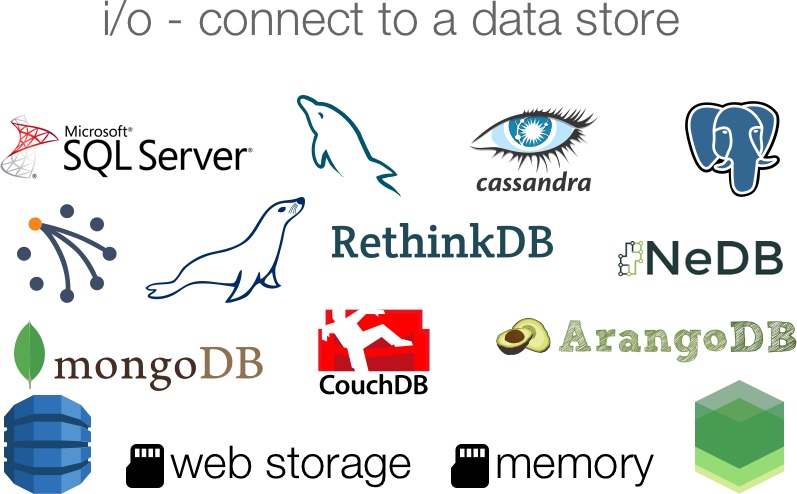 i/o - connect to a data store
Microsoft®
SQL Server®
®
cassandra
RethinkDB
NeDB
mongoDB
CouchDB
ArangoDB
web storage
memory